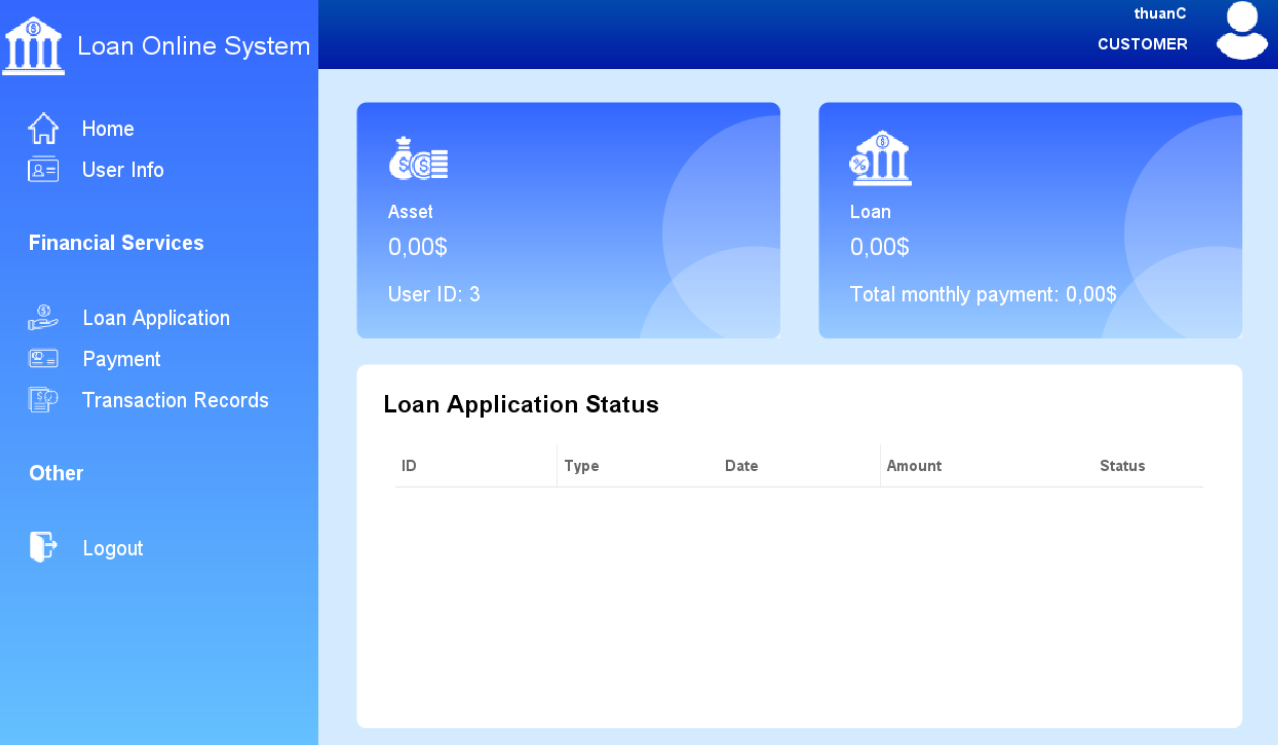 Loan Online System
thuanC
CUSTOMER
Home
User Info
Financial Services
Loan Application
Payment
Transaction Records
Other
Logout
Asset
0,00$
User ID: 3
Loan
0,00$
Total monthly payment: 0,00$
Loan Application Status
ID Type Date Amount Status